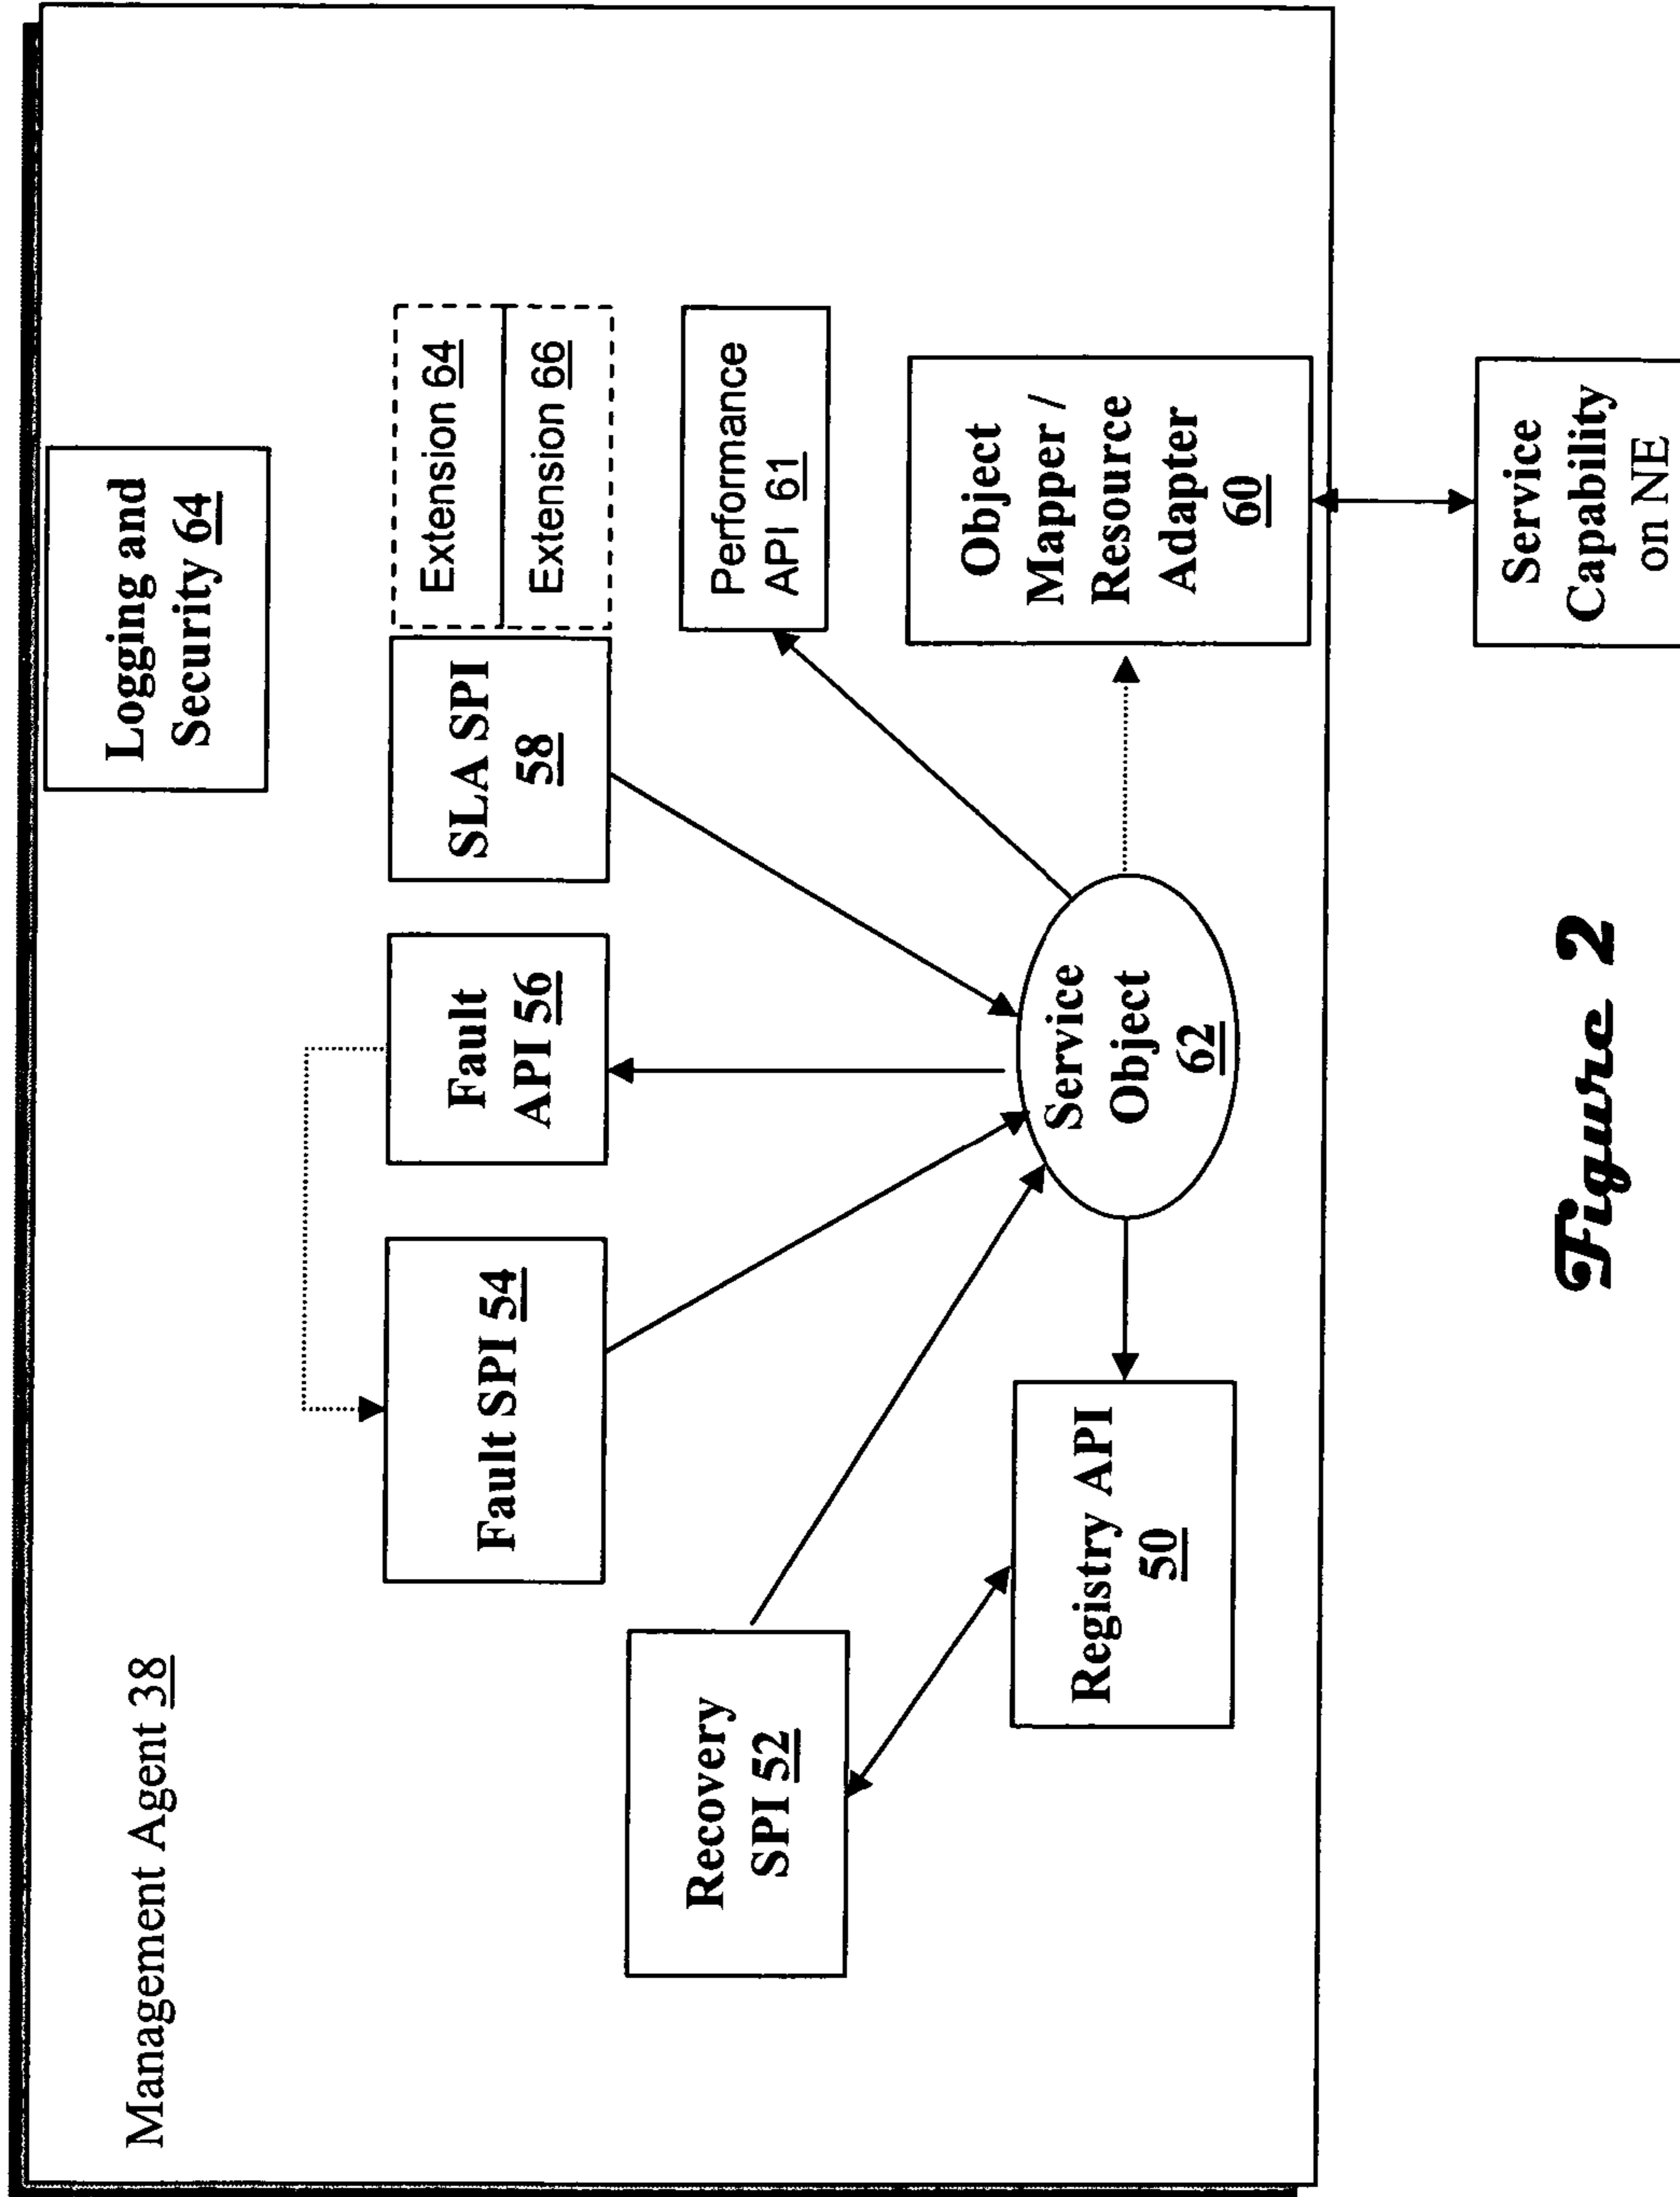 Management Agent 38
Logging and
Security 64
Fault SPI 54
Fault
API 56
SLA SPI
58
Extension 64
Extension 66
Recovery
SPI 52
Performance
API 61
Registry API
50
Service
Object
62
Object
Mapper /
Resource
Adapter
60
Service
Capability
on NE
Figure 2